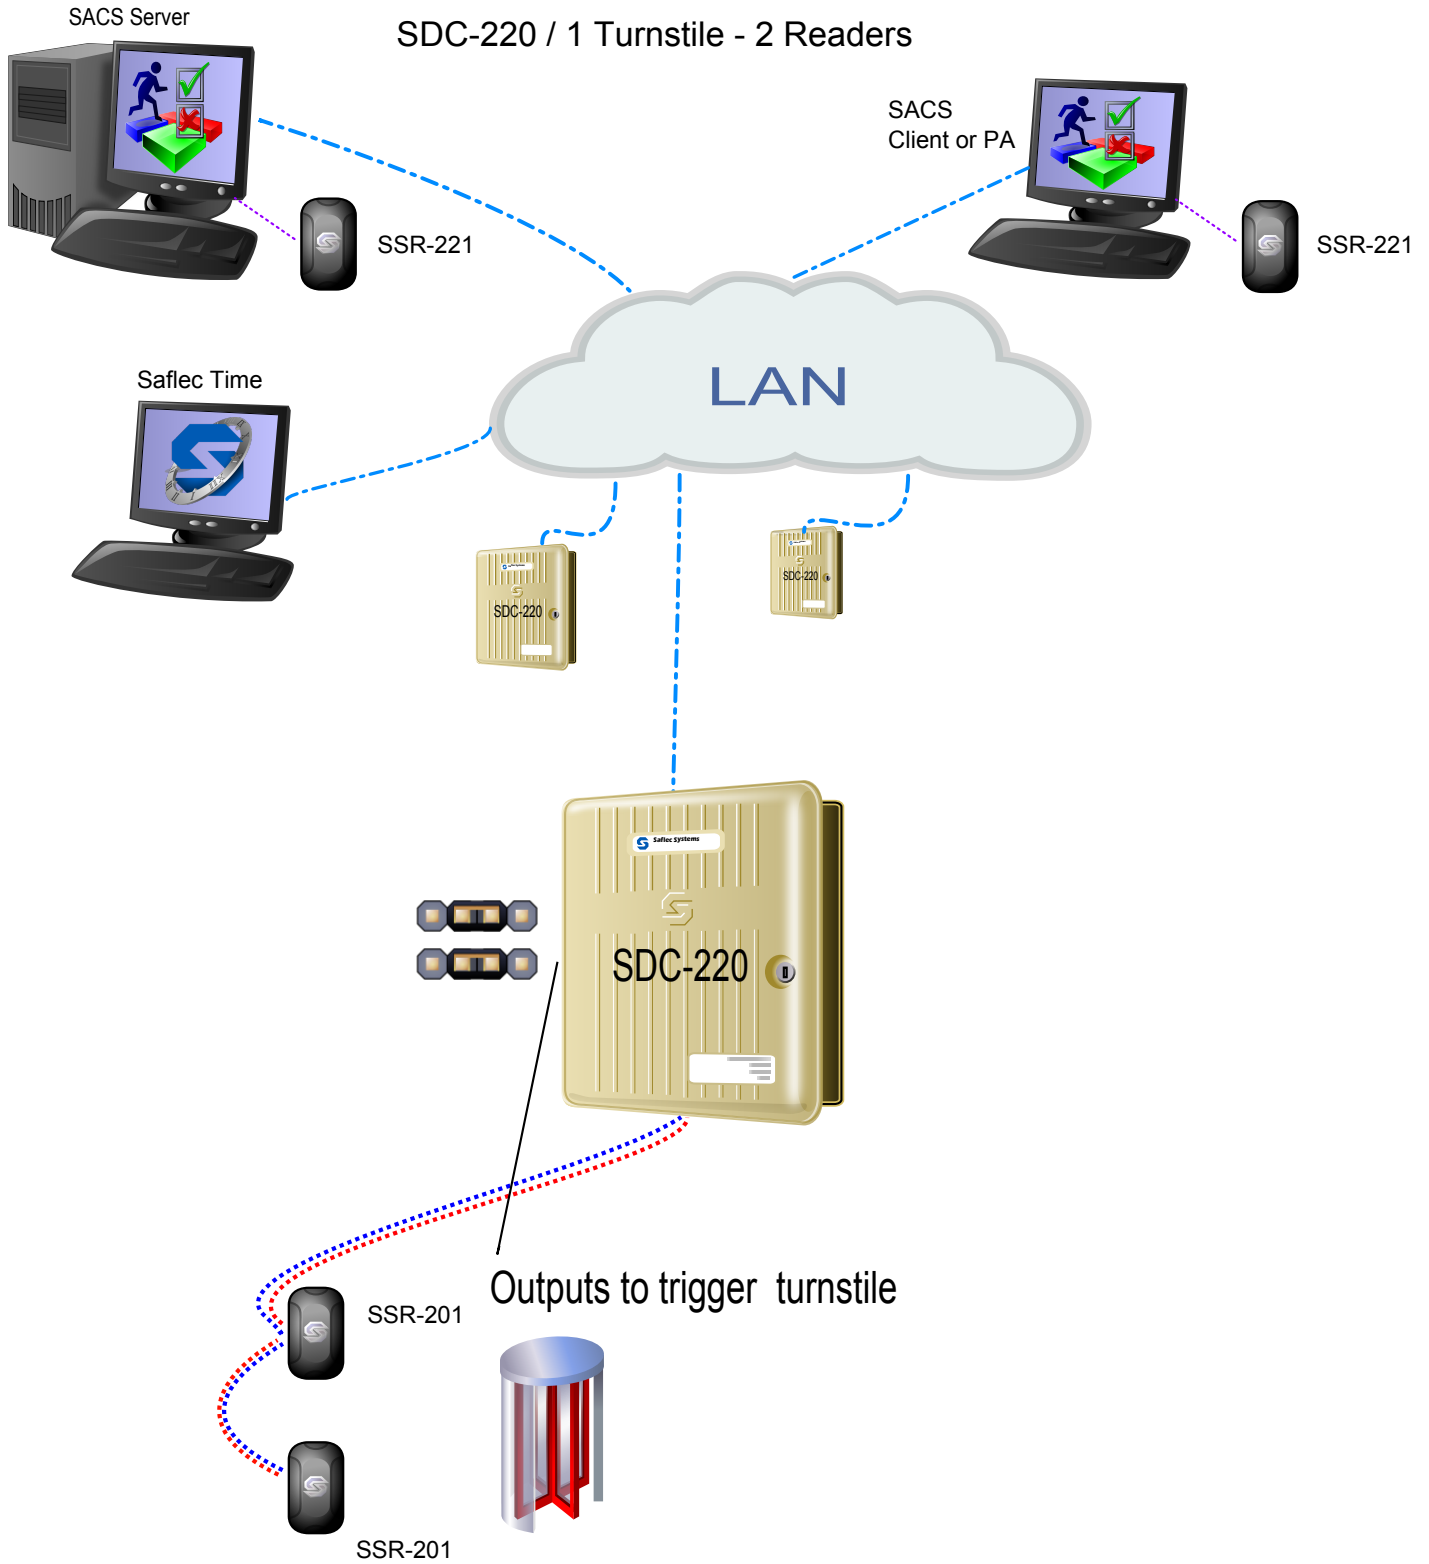 SACS Server
SDC-220 / 1 Turnstile - 2 Readers
SACS
Client or PA
SSR-221
SSR-221
LAN
Saflec Time
SDC-220
SDC-220
Saflec Systems
SDC-220
Outputs to trigger turnstile
SSR-201
SSR-201